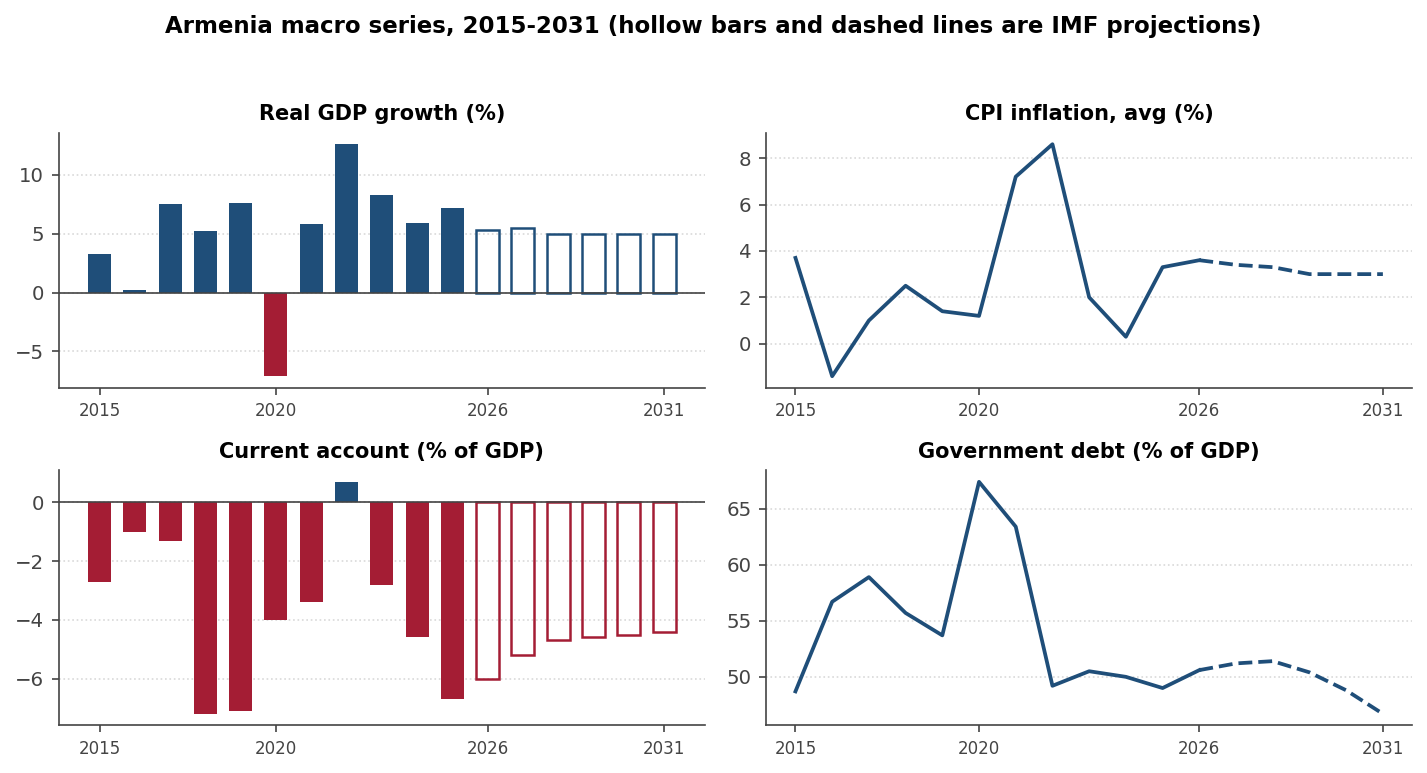 Armenia macro series, 2015-2031 (hollow bars and dashed lines are IMF projections)
Real GDP growth (%)
10
5
0
−5
2015 2020 2026 2031
CPI inflation, avg (%)
8
6
4
2
0
2015 2020 2026 2031
Current account (% of GDP)
0
−2
−4
−6
2015 2020 2026 2031
Government debt (% of GDP)
65
60
55
50
2015 2020 2026 2031